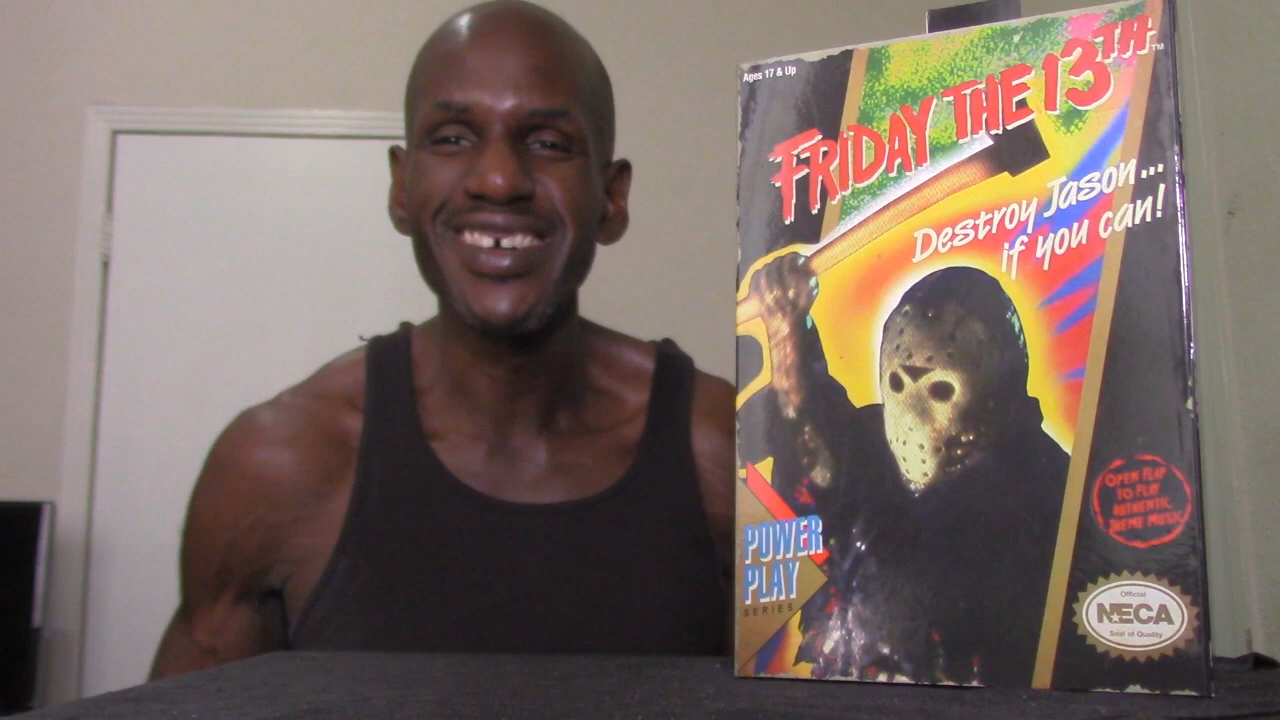 Ages 17 & Up
FRIDAY THE 13TH TM
Destroy Jason...
if you can!
OPEN FLAP
TO PLAY
AUTHENTIC
THEME MUSIC
POWER
PLAY
SERIES
Official
NECA
Seal of Quality